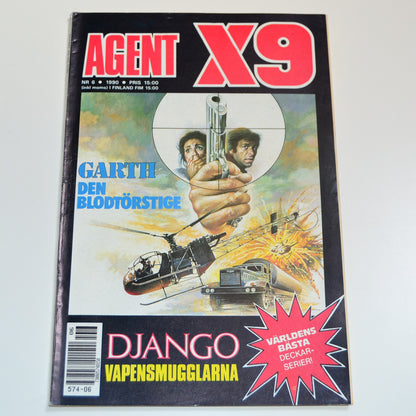 AGENT X9
NR 6 • 1990 • PRIS 15:00
(inkl moms) I FINLAND FIM 15:00
GARTH
DEN
BLODTÖRSTIGE
DJANGO
VAPENSMUGGLARNA
VÄRLDENS
BÄSTA
DECKAR-
SERIER!
06
574-06